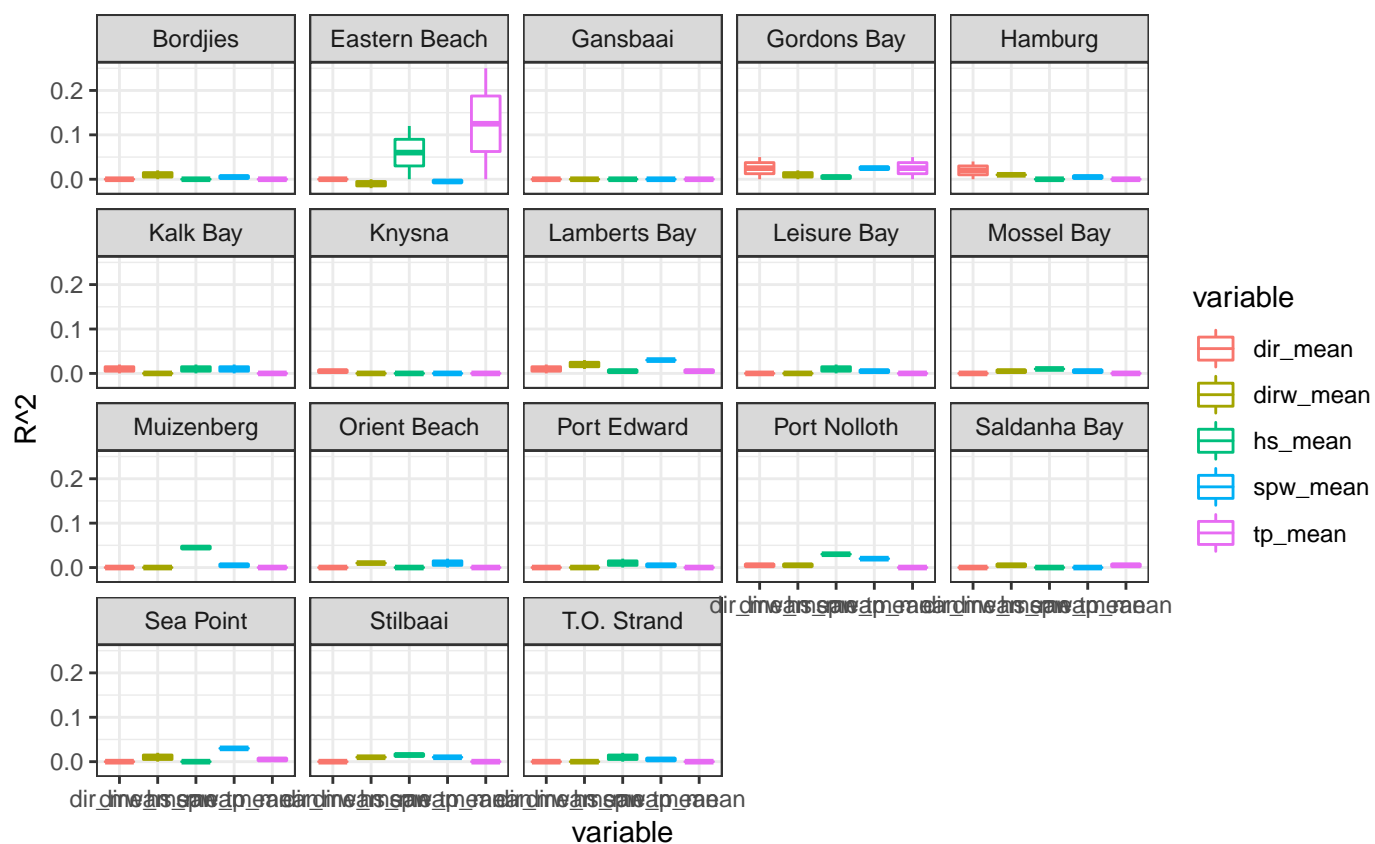 Bordjies Eastern Beach Gansbaai Gordons Bay Hamburg
0.2
0.1
0.0
Kalk Bay Knysna Lamberts Bay Leisure Bay Mossel Bay
0.2
0.1
0.0
Muizenberg Orient Beach Port Edward Port Nolloth Saldanha Bay
0.2
0.1
0.0
Sea Point Stilbaai T.O. Strand
0.2
0.1
0.0
R^2
variable
variable
dir_mean
dirw_mean
hs_mean
spw_mean
tp_mean